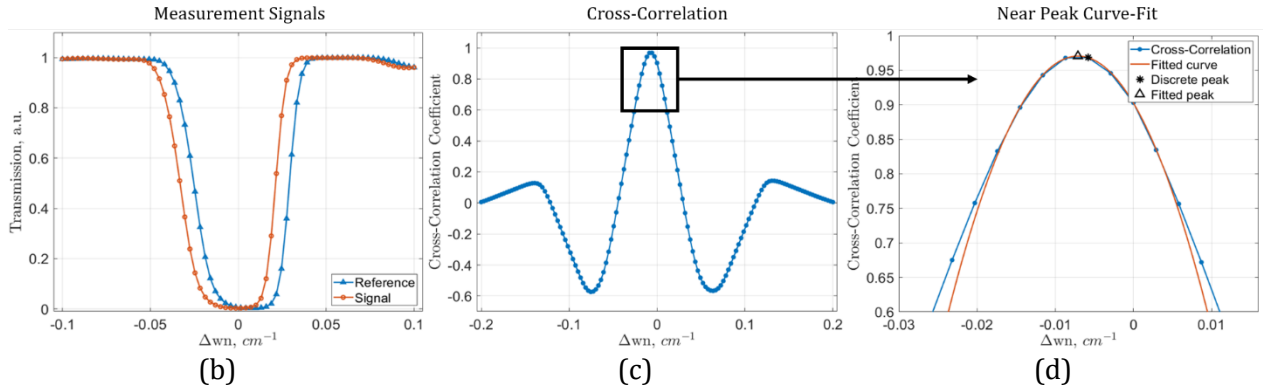 Measurement Signals
Transmission, a.u.
1
0.8
0.6
0.4
0.2
0
-0.1
-0.05
0
0.05
0.1
Δwn, cm⁻¹
Reference
Signal
(b)
Cross-Correlation
Cross-Correlation Coefficient
1
0.8
0.6
0.4
0.2
0
-0.2
-0.4
-0.6
-0.2
-0.1
0
0.1
0.2
Δwn, cm⁻¹
(c)
Near Peak Curve-Fit
Cross-Correlation Coefficient
1
0.95
0.9
0.85
0.8
0.75
0.7
0.65
0.6
-0.03
-0.02
-0.01
0
0.01
Δwn, cm⁻¹
Cross-Correlation
Fitted curve
Discrete peak
Fitted peak
(d)